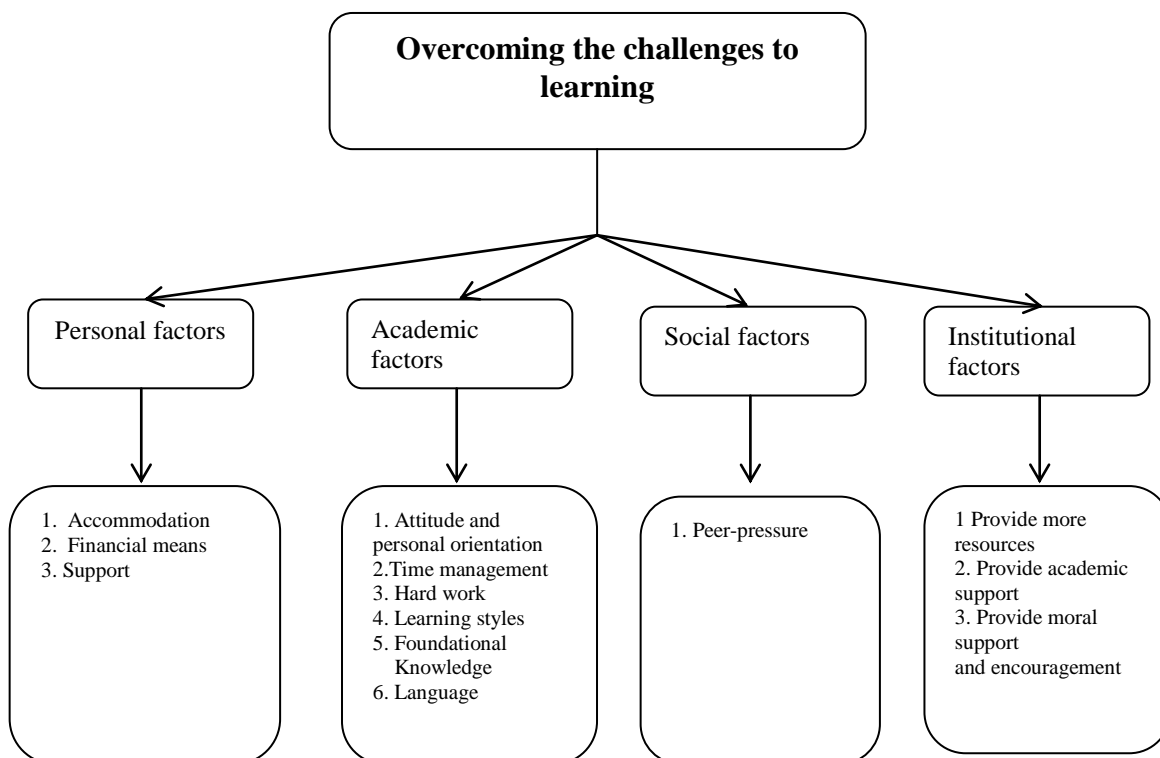 Overcoming the challenges to
learning
Personal factors
Academic
factors
Social factors
Institutional
factors
1. Accommodation
2. Financial means
3. Support
1. Attitude and
personal orientation
2.Time management
3. Hard work
4. Learning styles
5. Foundational
Knowledge
6. Language
1. Peer-pressure
1 Provide more
resources
2. Provide academic
support
3. Provide moral
support
and encouragement